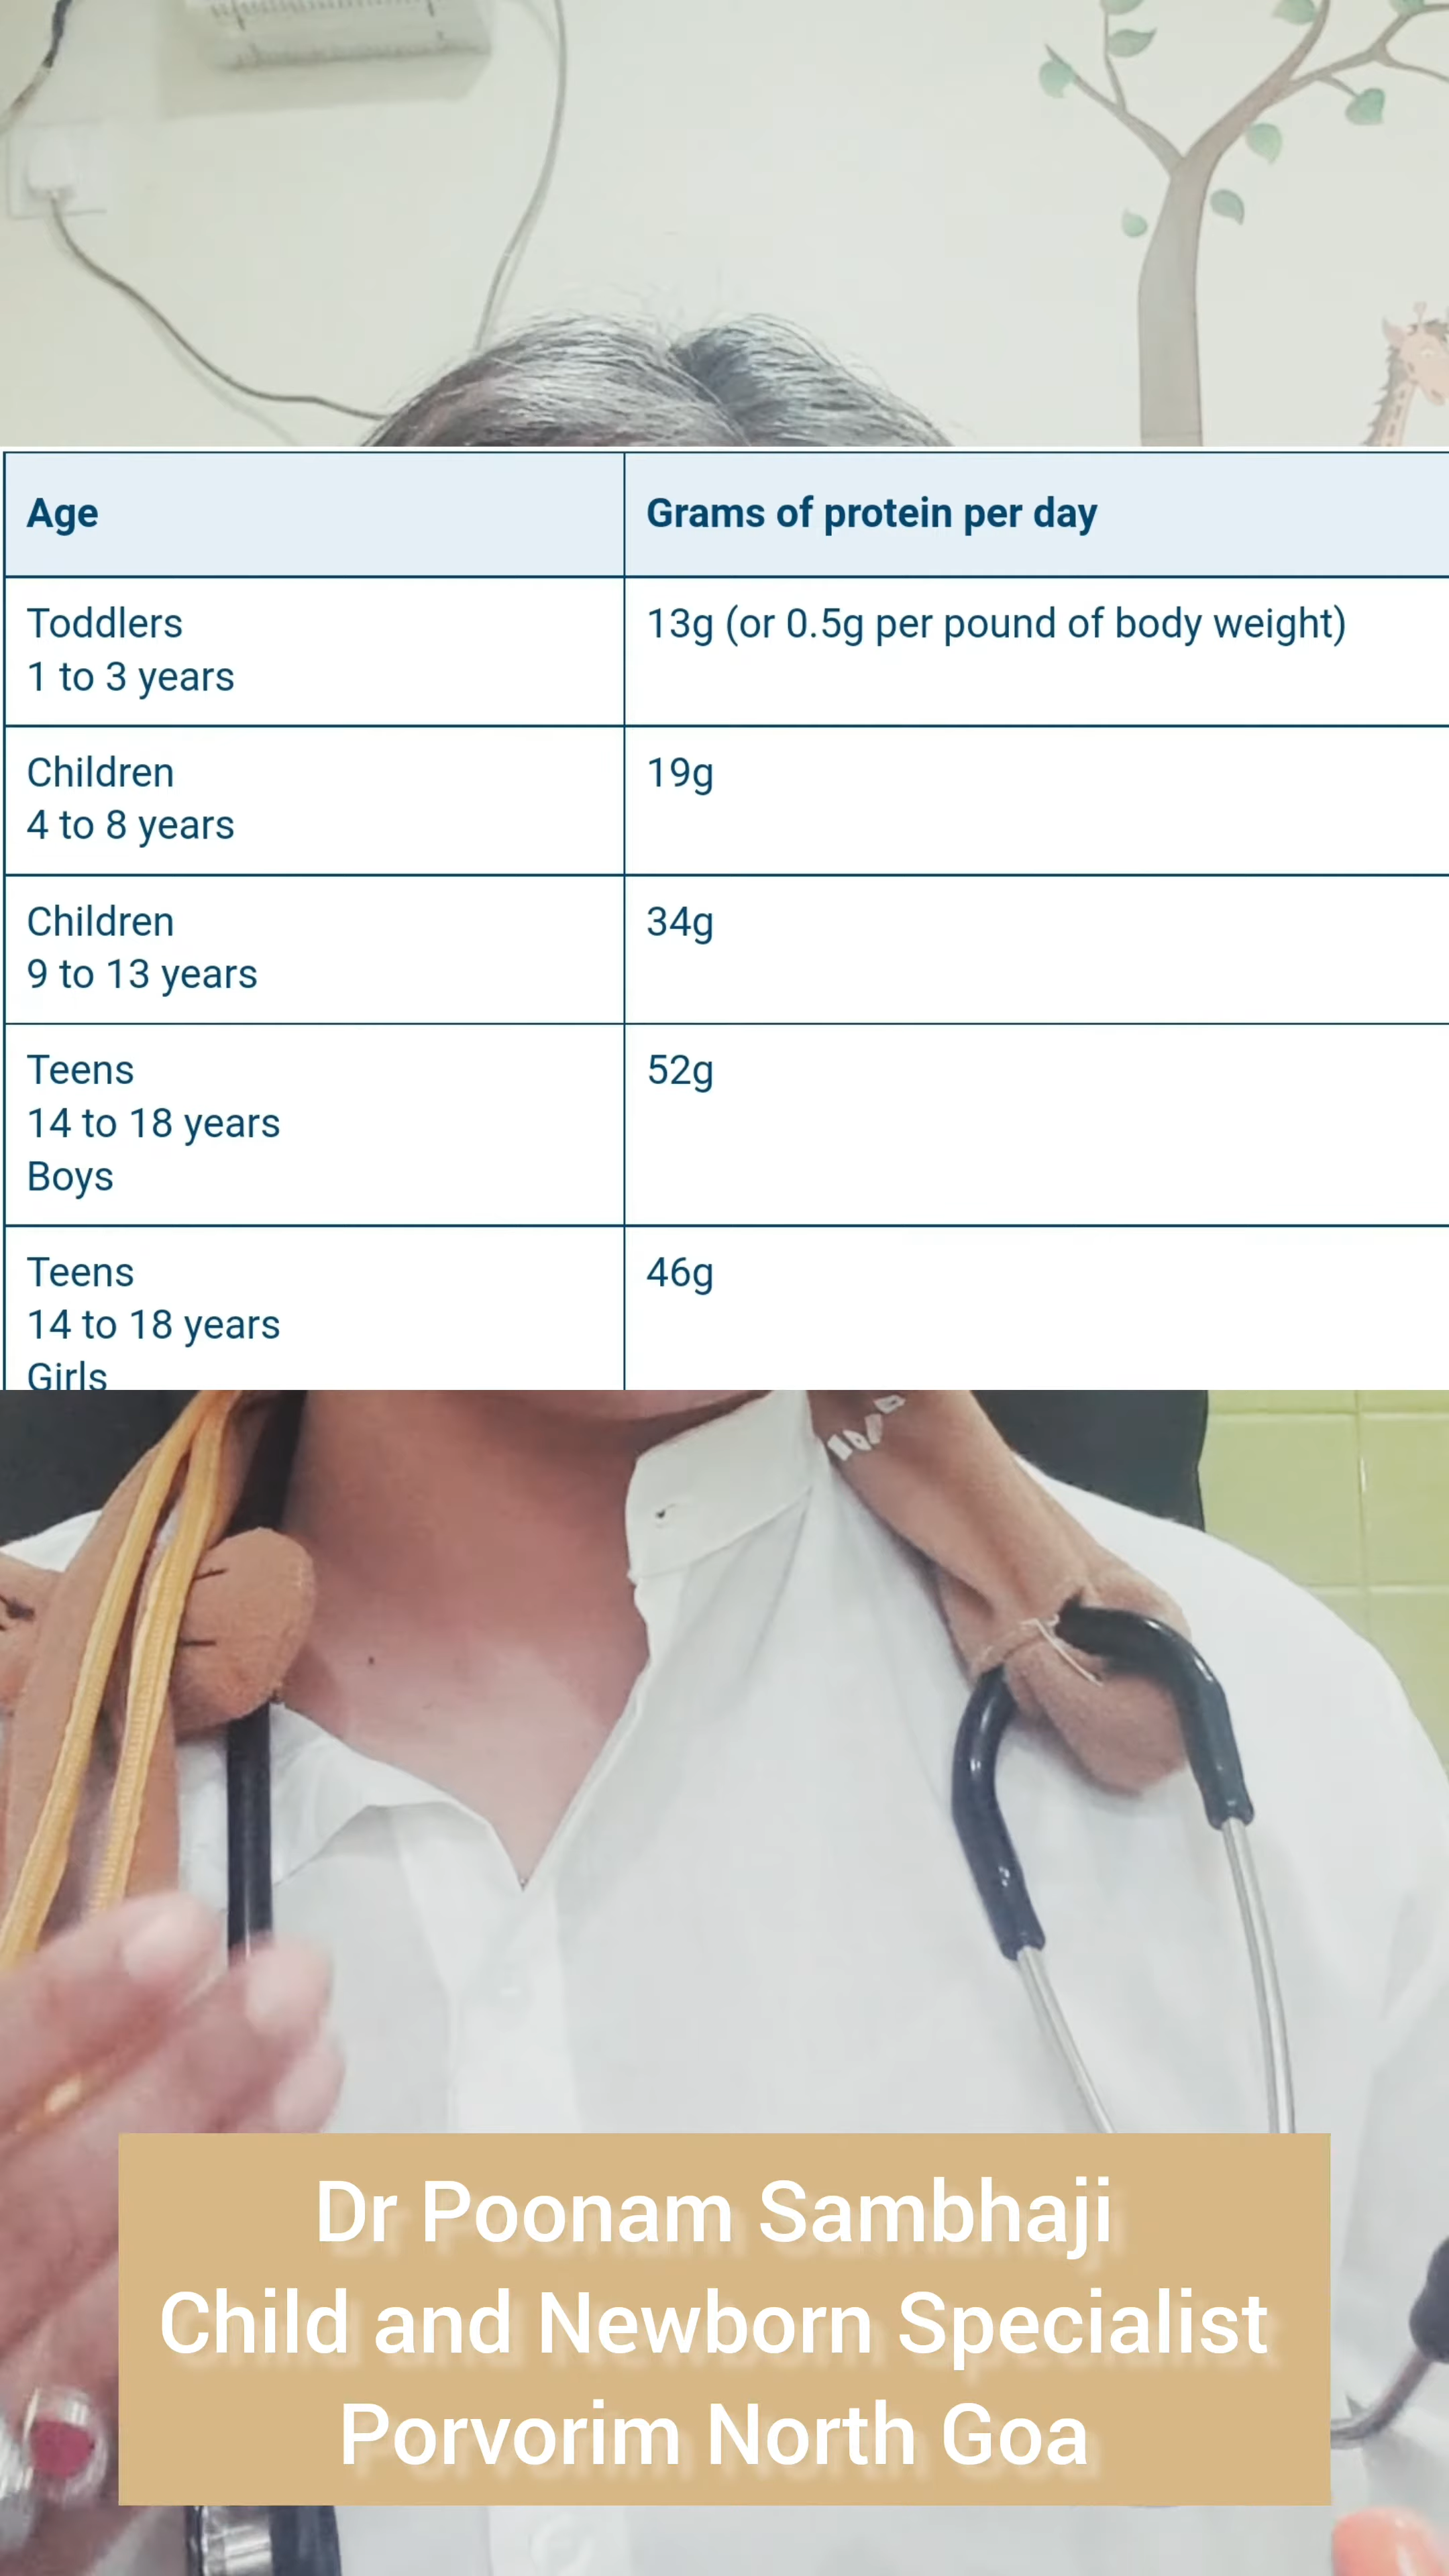 Age
Grams of protein per day
Toddlers
1 to 3 years
13g (or 0.5g per pound of body weight)
Children
4 to 8 years
19g
Children
9 to 13 years
34g
Teens
14 to 18 years
Boys
52g
Teens
14 to 18 years
Girls
46g
Dr Poonam Sambhaji
Child and Newborn Specialist
Porvorim North Goa